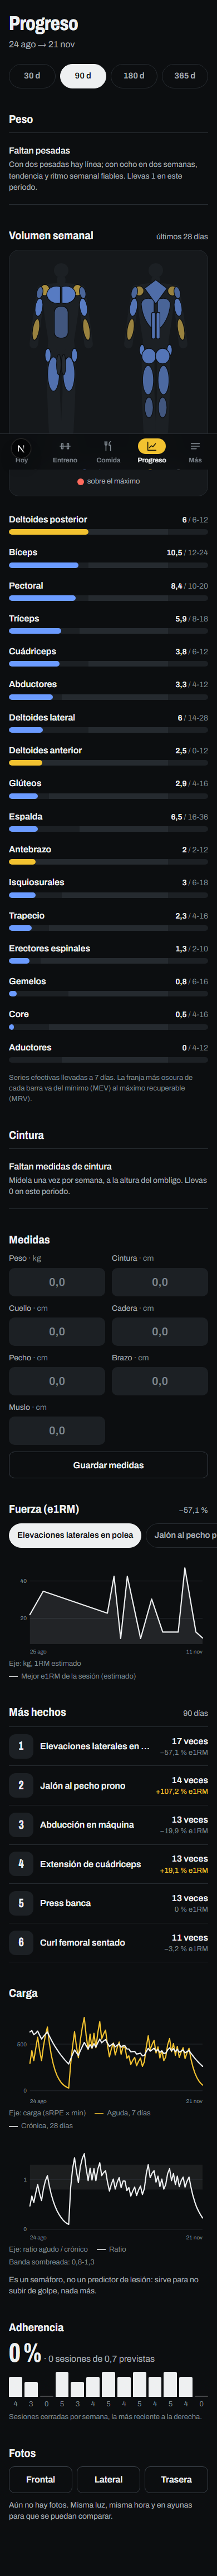 Progreso
24 ago → 21 nov
30 d
90 d
180 d
365 d
Peso
Faltan pesadas
Con dos pesadas hay línea; con ocho en dos semanas,
tendencia y ritmo semanal fiables. Llevas 1 en este
periodo.
Volumen semanal
últimos 28 días
N
Hoy
Entreno
Comida
Progreso
Más
sobre el máximo
Deltoides posterior
6 / 6-12
Bíceps
10,5 / 12-24
Pectoral
8,4 / 10-20
Tríceps
5,9 / 8-18
Cuádriceps
3,8 / 6-12
Abductores
3,3 / 4-12
Deltoides lateral
6 / 14-28
Deltoides anterior
2,5 / 0-12
Glúteos
2,9 / 4-16
Espalda
6,5 / 16-36
Antebrazo
2 / 2-12
Isquiosurales
3 / 6-18
Trapecio
2,3 / 4-16
Erectores espinales
1,3 / 2-10
Gemelos
0,8 / 6-16
Core
0,5 / 4-16
Aductores
0 / 4-12
Series efectivas llevadas a 7 días. La franja más oscura de
cada barra va del mínimo (MEV) al máximo recuperable
(MRV).
Cintura
Faltan medidas de cintura
Mídela una vez por semana, a la altura del ombligo. Llevas
0 en este periodo.
Medidas
Peso · kg
Cintura · cm
0,0
0,0
Cuello · cm
Cadera · cm
0,0
0,0
Pecho · cm
Brazo · cm
0,0
0,0
Muslo · cm
0,0
Guardar medidas
Fuerza (e1RM)
−57,1 %
Elevaciones laterales en polea
Jalón al pecho p
40
20
25 ago
11 nov
Eje: kg, 1RM estimado
Mejor e1RM de la sesión (estimado)
Más hechos
90 días
1
Elevaciones laterales en ...
17 veces
−57,1 % e1RM
2
Jalón al pecho prono
14 veces
+107,2 % e1RM
3
Abducción en máquina
13 veces
−19,9 % e1RM
4
Extensión de cuádriceps
13 veces
+19,1 % e1RM
5
Press banca
13 veces
0 % e1RM
6
Curl femoral sentado
11 veces
−3,2 % e1RM
Carga
500
0
24 ago
21 nov
Eje: carga (sRPE × min)
Aguda, 7 días
Crónica, 28 días
1
0
24 ago
21 nov
Eje: ratio agudo / crónico
Ratio
Banda sombreada: 0,8-1,3
Es un semáforo, no un predictor de lesión: sirve para no
subir de golpe, nada más.
Adherencia
0 % · 0 sesiones de 0,7 previstas
4 3 0 5 3 4 5 4 5 4 5 4 0
Sesiones cerradas por semana, la más reciente a la derecha.
Fotos
Frontal
Lateral
Trasera
Aún no hay fotos. Misma luz, misma hora y en ayunas
para que se puedan comparar.